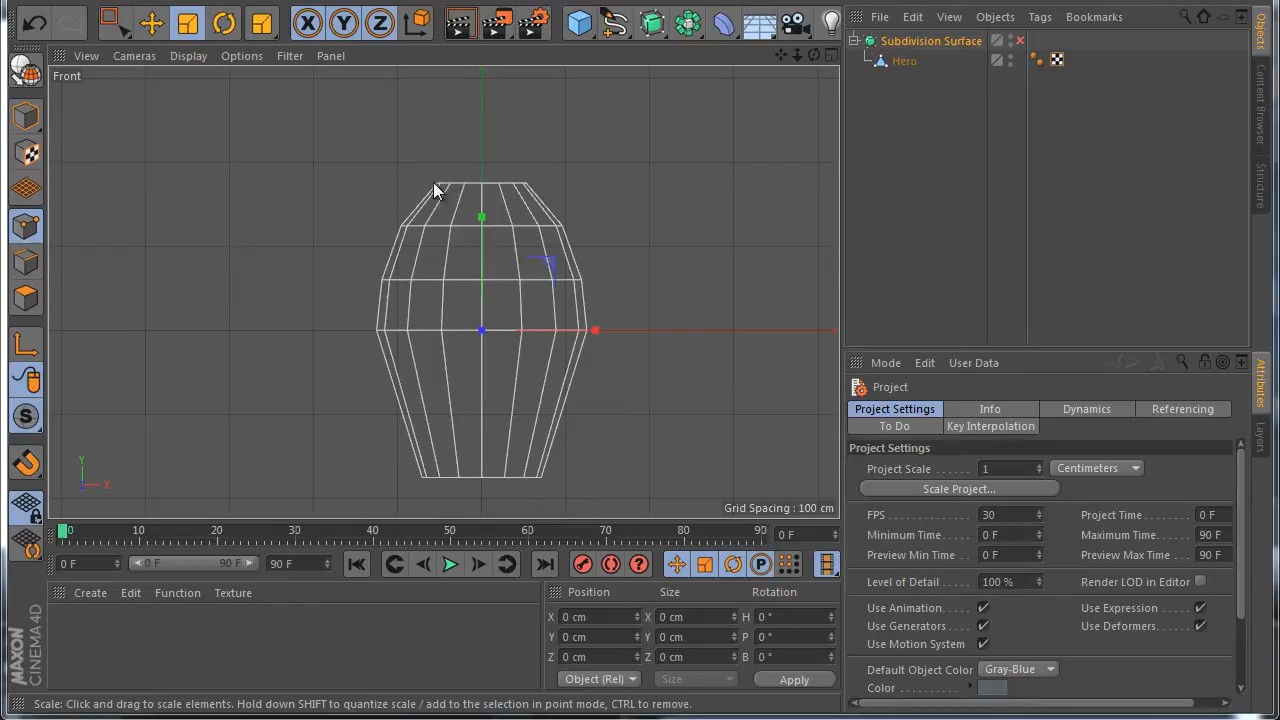 File Edit View Objects Tags Bookmarks
Subdivision Surface
Hero
Objects
Content Browser
Structure
X Y Z
View Cameras Display Options Filter Panel
Front
Y
X
Grid Spacing : 100 cm
0 10 20 30 40 50 60 70 80 90
0 F
0 F
0 F
90 F
90 F
P
Create Edit Function Texture
Position Size Rotation
X 0 cm X 0 cm H 0 °
Y 0 cm Y 0 cm P 0 °
Z 0 cm Z 0 cm B 0 °
Object (Rel) Size Apply
MAXON
CINEMA 4D
Scale: Click and drag to scale elements. Hold down SHIFT to quantize scale / add to the selection in point mode, CTRL to remove.
Mode Edit User Data
Project
Project Settings Info Dynamics Referencing
To Do Key Interpolation
Project Settings
Project Scale . . . . . . 1 Centimeters
Scale Project...
FPS . . . . . . . . . . . . . 30 Project Time . . . . . . . 0 F
Minimum Time. . . . 0 F Maximum Time. . . . 90 F
Preview Min Time . . 0 F Preview Max Time . . 90 F
Level of Detail . . . . . 100 % Render LOD in Editor
Use Animation. . . . . Use Expression . . . . .
Use Generators. . . . Use Deformers. . . . .
Use Motion System
Default Object Color Gray-Blue
Color . . . . . . . . . .
Attributes
Layers
S